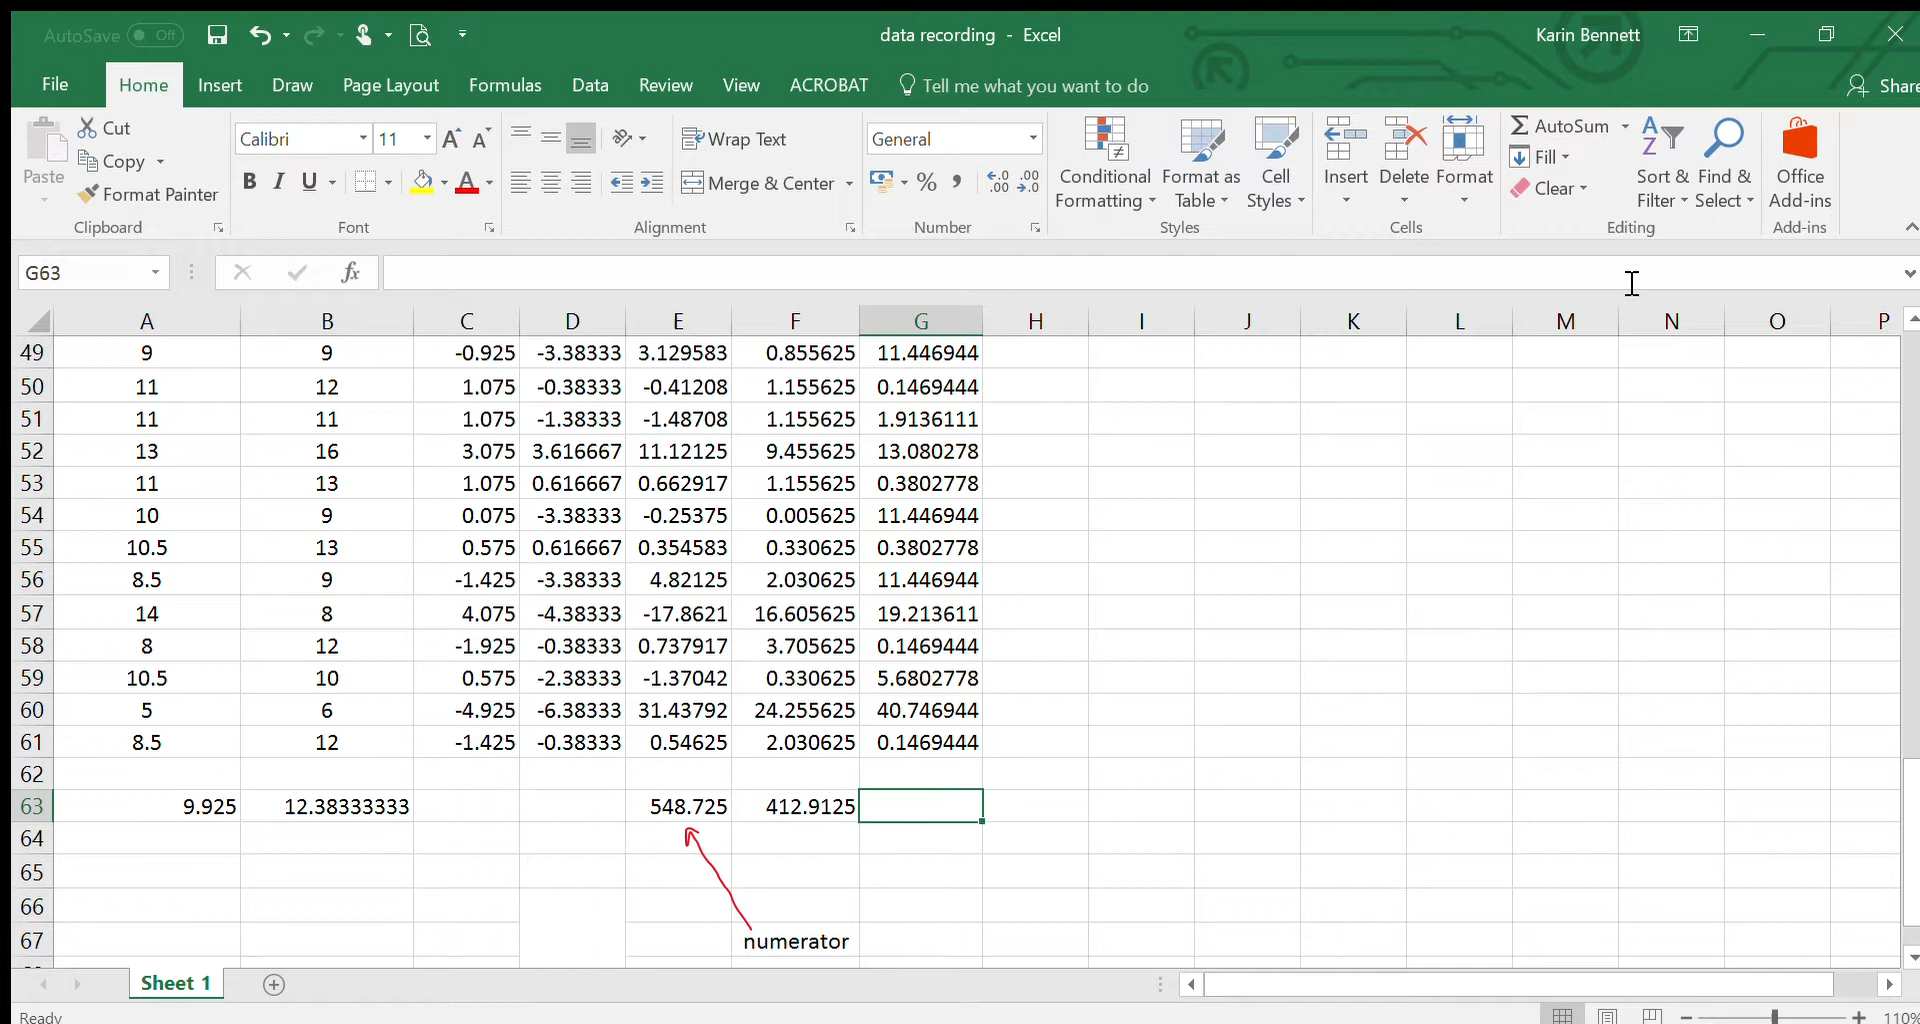 AutoSave Off
data recording - Excel
Karin Bennett
File Home Insert Draw Page Layout Formulas Data Review View ACROBAT Tell me what you want to do Share
Paste
Cut
Copy
Format Painter
Clipboard
Calibri 11 A A
B I U A
Font
Wrap Text
Merge & Center
Alignment
General
% , .0 .00 .00 .0
Number
Conditional Formatting
Format as Table
Cell Styles
Styles
Insert Delete Format
Cells
AutoSum
Fill
Clear
Sort & Filter
Find & Select
Editing
Office Add-ins
Add-ins
G63 fx
A B C D E F G H I J K L M N O P
49 9 9 -0.925 -3.38333 3.129583 0.855625 11.446944
50 11 12 1.075 -0.38333 -0.41208 1.155625 0.1469444
51 11 11 1.075 -1.38333 -1.48708 1.155625 1.9136111
52 13 16 3.075 3.616667 11.12125 9.455625 13.080278
53 11 13 1.075 0.616667 0.662917 1.155625 0.3802778
54 10 9 0.075 -3.38333 -0.25375 0.005625 11.446944
55 10.5 13 0.575 0.616667 0.354583 0.330625 0.3802778
56 8.5 9 -1.425 -3.38333 4.82125 2.030625 11.446944
57 14 8 4.075 -4.38333 -17.8621 16.605625 19.213611
58 8 12 -1.925 -0.38333 0.737917 3.705625 0.1469444
59 10.5 10 0.575 -2.38333 -1.37042 0.330625 5.6802778
60 5 6 -4.925 -6.38333 31.43792 24.255625 40.746944
61 8.5 12 -1.425 -0.38333 0.54625 2.030625 0.1469444
62
63 9.925 12.38333333 548.725 412.9125
64
65
66
67 numerator
Sheet 1
Ready 110%